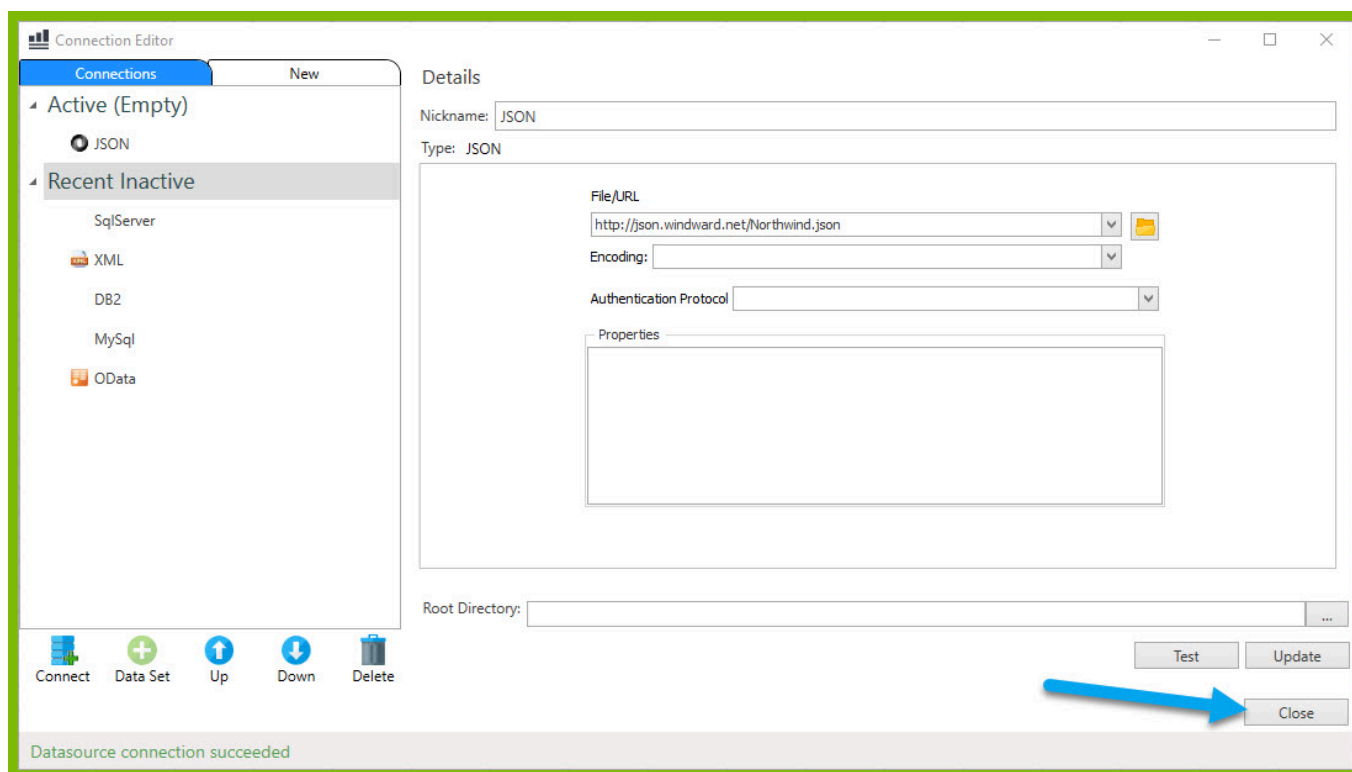 Connection Editor
Connections
New
Active (Empty)
JSON
Recent Inactive
SqlServer
XML
DB2
MySql
OData
Connect
Data Set
Up
Down
Delete
Details
Nickname: JSON
Type: JSON
File/URL
http://json.windward.net/Northwind.json
Encoding:
Authentication Protocol
Properties
Root Directory:
...
Test
Update
Close
Datasource connection succeeded